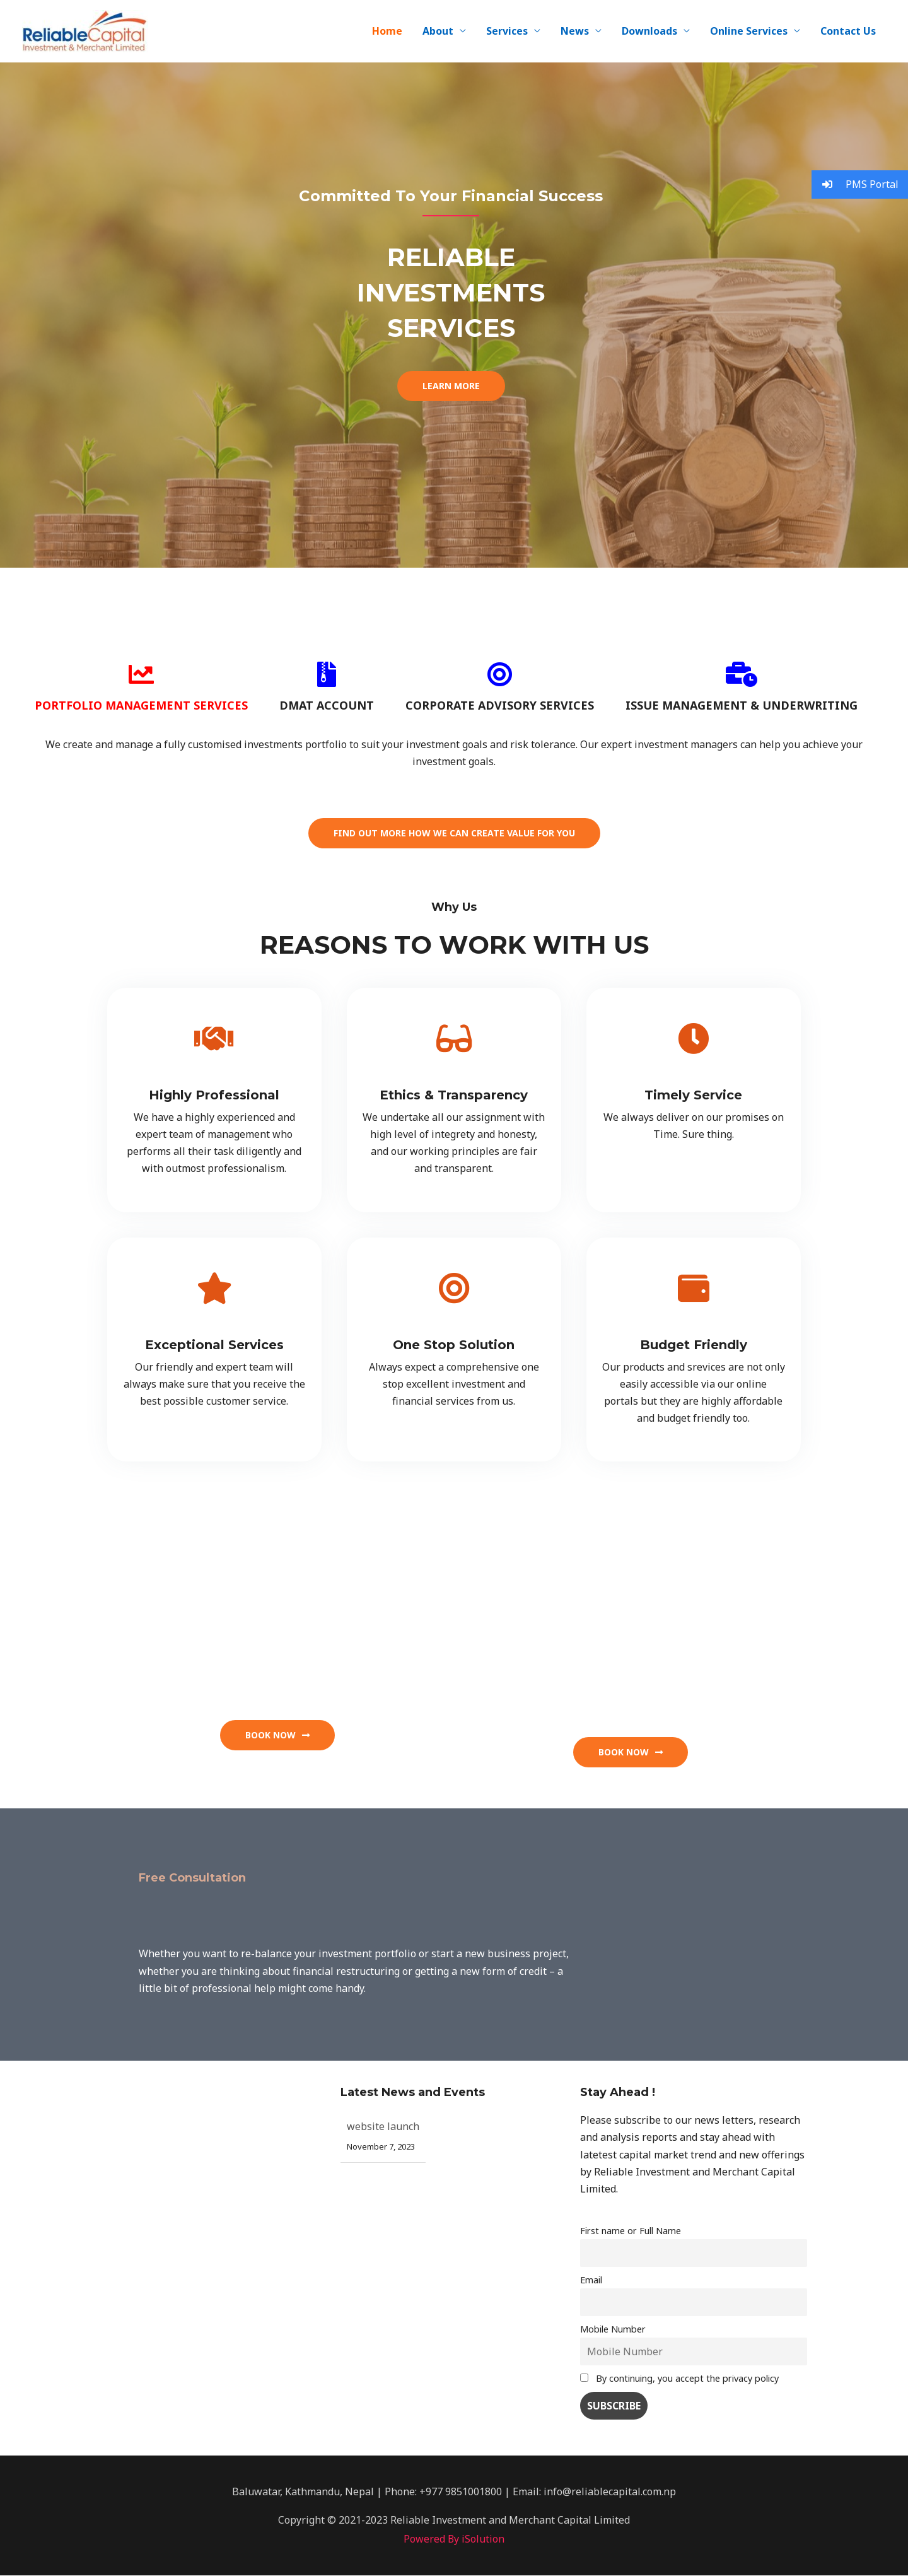 ReliableCapital
Investment & Merchant Limited
Home About Services News Downloads Online Services Contact Us
PMS Portal
Committed To Your Financial Success
RELIABLE
INVESTMENTS
SERVICES
LEARN MORE
PORTFOLIO MANAGEMENT SERVICES
DMAT ACCOUNT
CORPORATE ADVISORY SERVICES
ISSUE MANAGEMENT & UNDERWRITING
We create and manage a fully customised investments portfolio to suit your investment goals and risk tolerance. Our expert investment managers can help you achieve your
investment goals.
FIND OUT MORE HOW WE CAN CREATE VALUE FOR YOU
Why Us
REASONS TO WORK WITH US
Highly Professional
We have a highly experienced and
expert team of management who
performs all their task diligently and
with outmost professionalism.
Ethics & Transparency
We undertake all our assignment with
high level of integrety and honesty,
and our working principles are fair
and transparent.
Timely Service
We always deliver on our promises on
Time. Sure thing.
Exceptional Services
Our friendly and expert team will
always make sure that you receive the
best possible customer service.
One Stop Solution
Always expect a comprehensive one
stop excellent investment and
financial services from us.
Budget Friendly
Our products and srevices are not only
easily accessible via our online
portals but they are highly affordable
and budget friendly too.
BOOK NOW
BOOK NOW
Free Consultation
Whether you want to re-balance your investment portfolio or start a new business project,
whether you are thinking about financial restructuring or getting a new form of credit – a
little bit of professional help might come handy.
Latest News and Events
website launch
November 7, 2023
Stay Ahead !
Please subscribe to our news letters, research
and analysis reports and stay ahead with
latetest capital market trend and new offerings
by Reliable Investment and Merchant Capital
Limited.
First name or Full Name
Email
Mobile Number
Mobile Number
By continuing, you accept the privacy policy
SUBSCRIBE
Baluwatar, Kathmandu, Nepal | Phone: +977 9851001800 | Email: info@reliablecapital.com.np
Copyright © 2021-2023 Reliable Investment and Merchant Capital Limited
Powered By iSolution